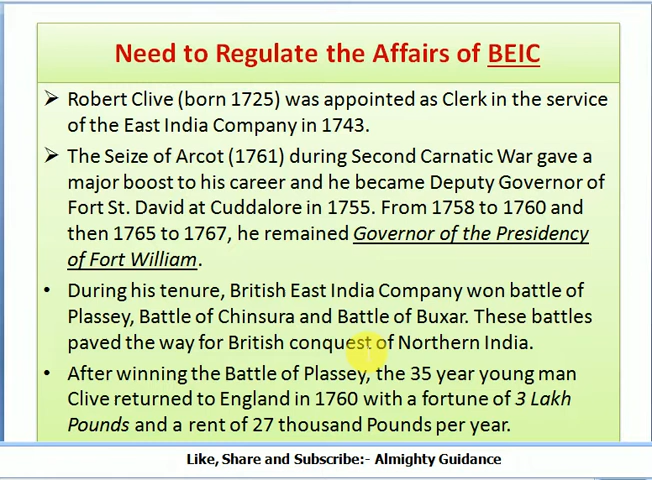 Need to Regulate the Affairs of BEIC
➢ Robert Clive (born 1725) was appointed as Clerk in the service
of the East India Company in 1743.
➢ The Seize of Arcot (1761) during Second Carnatic War gave a
major boost to his career and he became Deputy Governor of
Fort St. David at Cuddalore in 1755. From 1758 to 1760 and
then 1765 to 1767, he remained Governor of the Presidency
of Fort William.
• During his tenure, British East India Company won battle of
Plassey, Battle of Chinsura and Battle of Buxar. These battles
paved the way for British conquest of Northern India.
• After winning the Battle of Plassey, the 35 year young man
Clive returned to England in 1760 with a fortune of 3 Lakh
Pounds and a rent of 27 thousand Pounds per year.
Like, Share and Subscribe:- Almighty Guidance